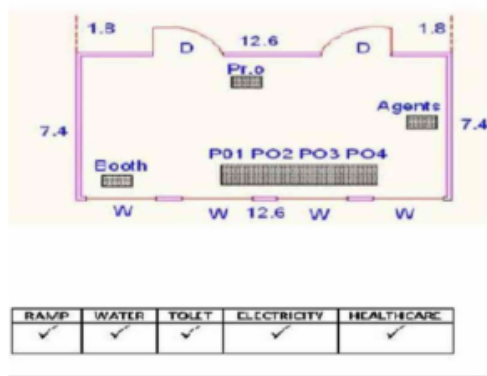 1.8 12.6 1.8
D D
Pr.o
Agents
7.4 7.4
Booth P01 PO2 PO3 PO4
W W 12.6 W W
RAMP WATER TOLET ELECTRICITY HEALTHCARE
✓ ✓ ✓ ✓ ✓